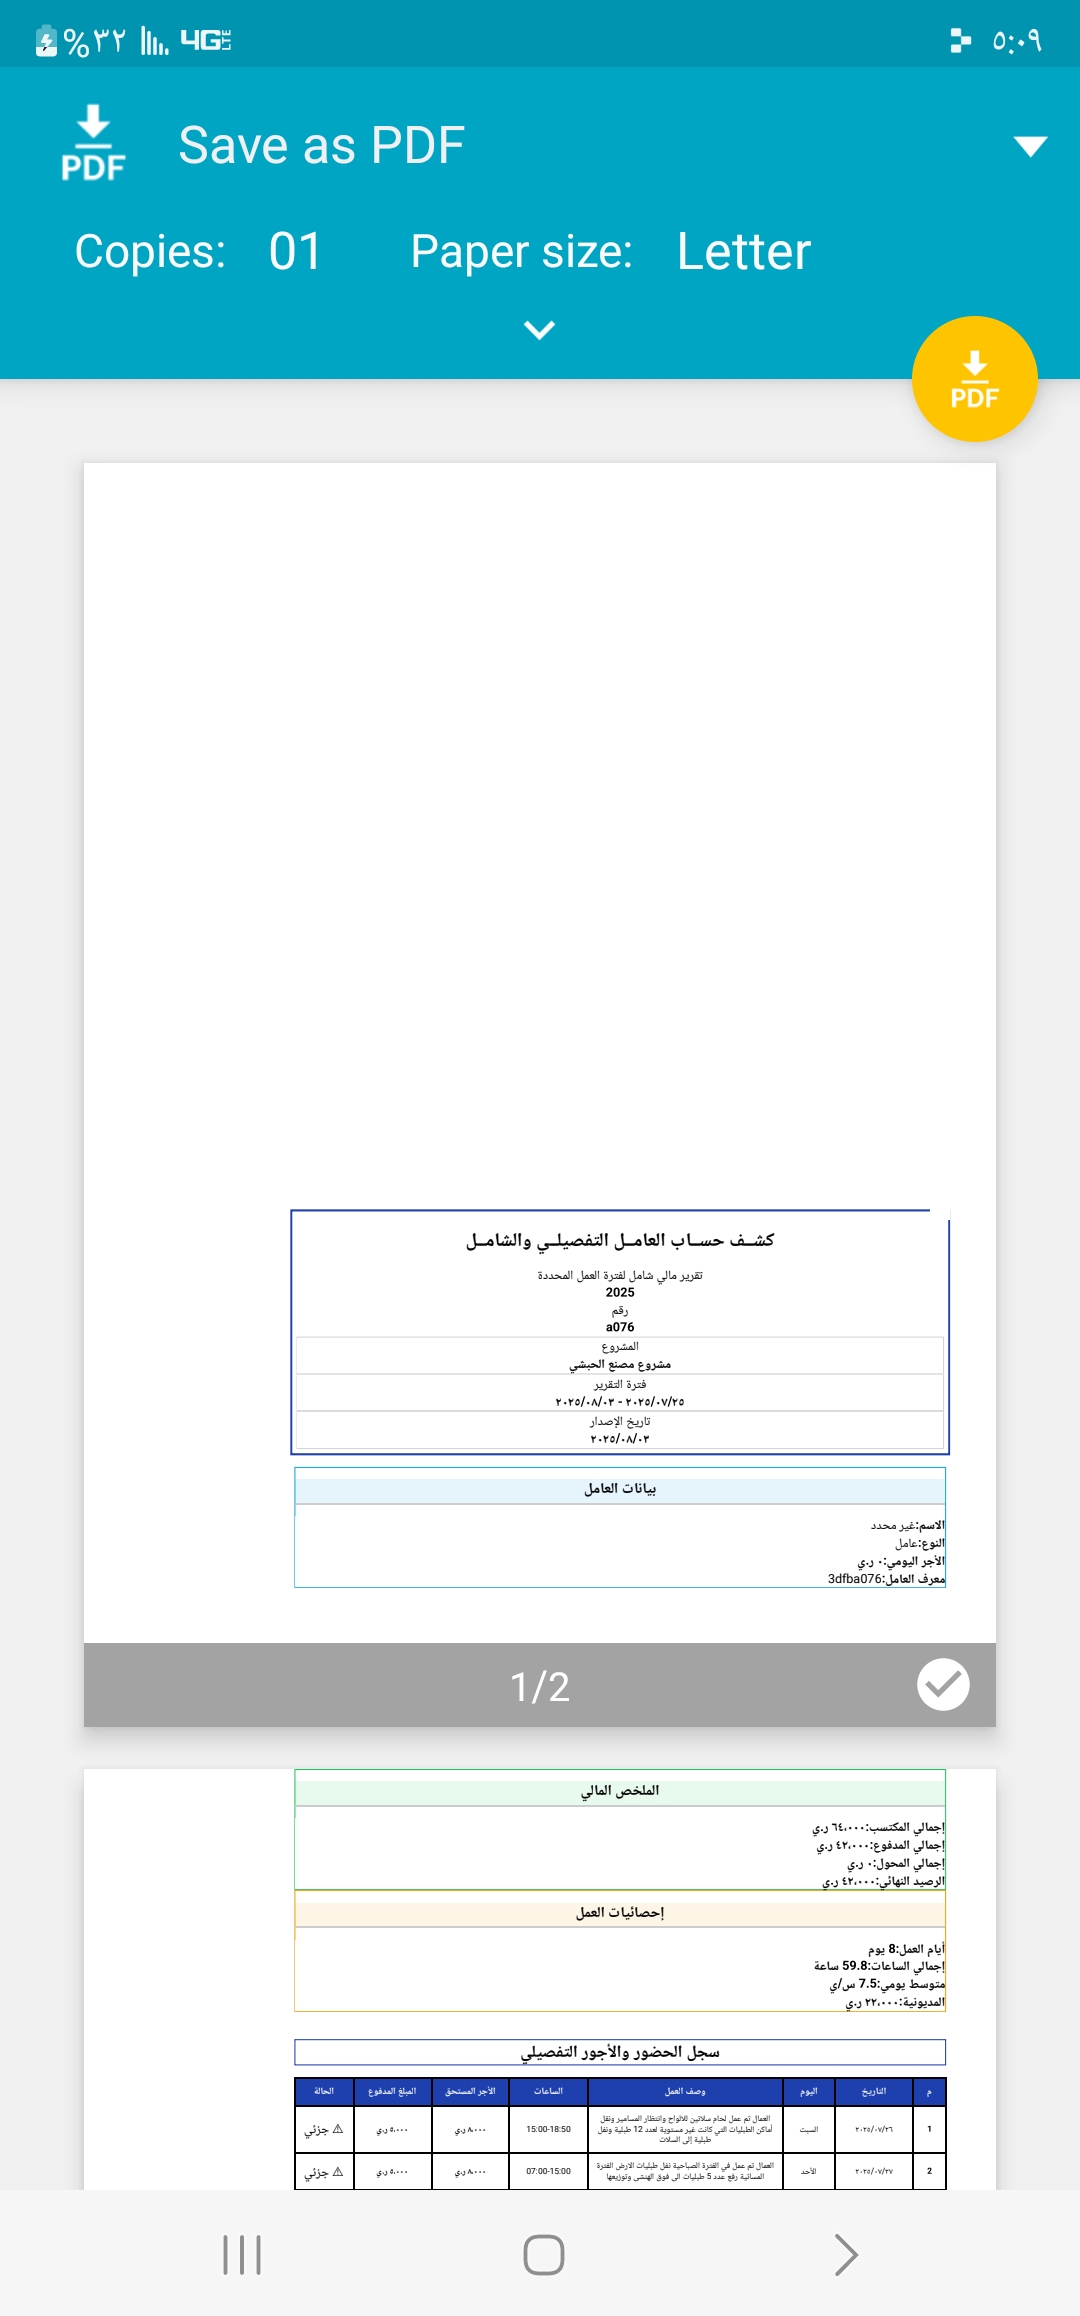 %٣٢ 4G LTE ٥:٠٩
PDF Save as PDF
Copies: 01 Paper size: Letter
PDF
كشـف حسـاب العامـل التفصيلـي والشامـل
تقرير مالي شامل لفترة العمل المحددة
2025
رقم
a076
المشروع
مشروع مصنع الحبشي
فترة التقرير
٢٠٢٥/٠٧/٢٥ - ٢٠٢٥/٠٨/٠٣
تاريخ الإصدار
٢٠٢٥/٠٨/٠٣
بيانات العامل
الاسم:غير محدد
النوع:عامل
الأجر اليومي:٠ ر.ي
معرف العامل:3dfba076
1/2
الملخص المالي
إجمالي المكتسب:٦٤،٠٠٠ ر.ي
إجمالي المدفوع:٤٢،٠٠٠ ر.ي
إجمالي المحول:٠ ر.ي
الرصيد النهائي:٤٢،٠٠٠ ر.ي
إحصائيات العمل
أيام العمل:8 يوم
إجمالي الساعات:59.8 ساعة
متوسط يومي:7.5 س/ي
المديونية:٢٢،٠٠٠ ر.ي
سجل الحضور والأجور التفصيلي
م التاريخ اليوم وصف العمل الساعات الأجر المستحق المبلغ المدفوع الحالة
1 ٢٠٢٥/٠٧/٢٦ السبت العمال تم عمل لحام سلاتين للالواح وانتظار المسامير ونقل
أماكن الطبليات التي كانت غير مستوية لعدد 12 طبلية ونقل
طبلية إلى السلات
15:00-18:50 ٨،٠٠٠ ر.ي ٥،٠٠٠ ر.ي ⚠ جزئي
2 ٢٠٢٥/٠٧/٢٧ الأحد العمال تم عمل في الفترة الصباحية نقل طبليات الارض الفترة
المسائية رفع عدد 5 طبليات الى فوق الهنشي وتوزيعها
07:00-15:00 ٨،٠٠٠ ر.ي ٥،٠٠٠ ر.ي ⚠ جزئي